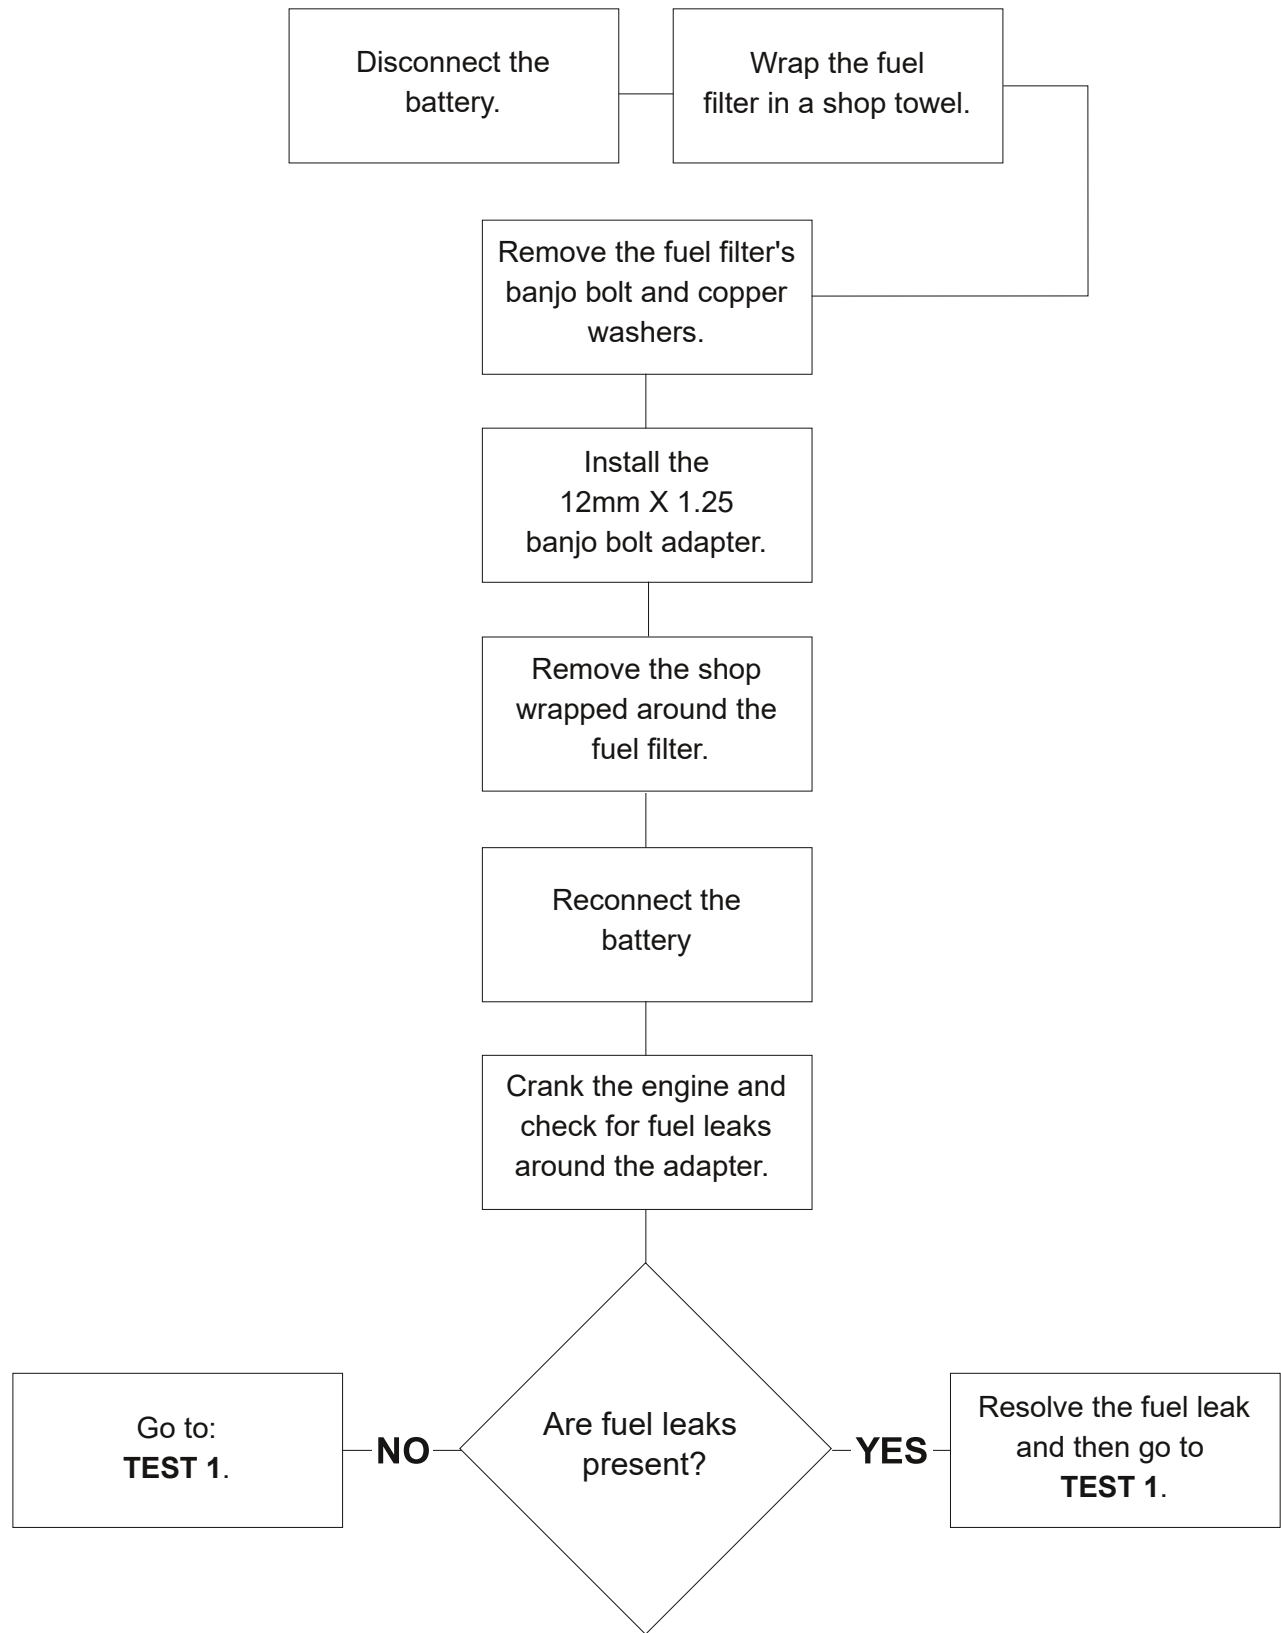 Disconnect the
battery.
Wrap the fuel
filter in a shop towel.
Remove the fuel filter's
banjo bolt and copper
washers.
Install the
12mm X 1.25
banjo bolt adapter.
Remove the shop
wrapped around the
fuel filter.
Reconnect the
battery
Crank the engine and
check for fuel leaks
around the adapter.
Are fuel leaks
present?
NO
Go to:
TEST 1.
YES
Resolve the fuel leak
and then go to
TEST 1.